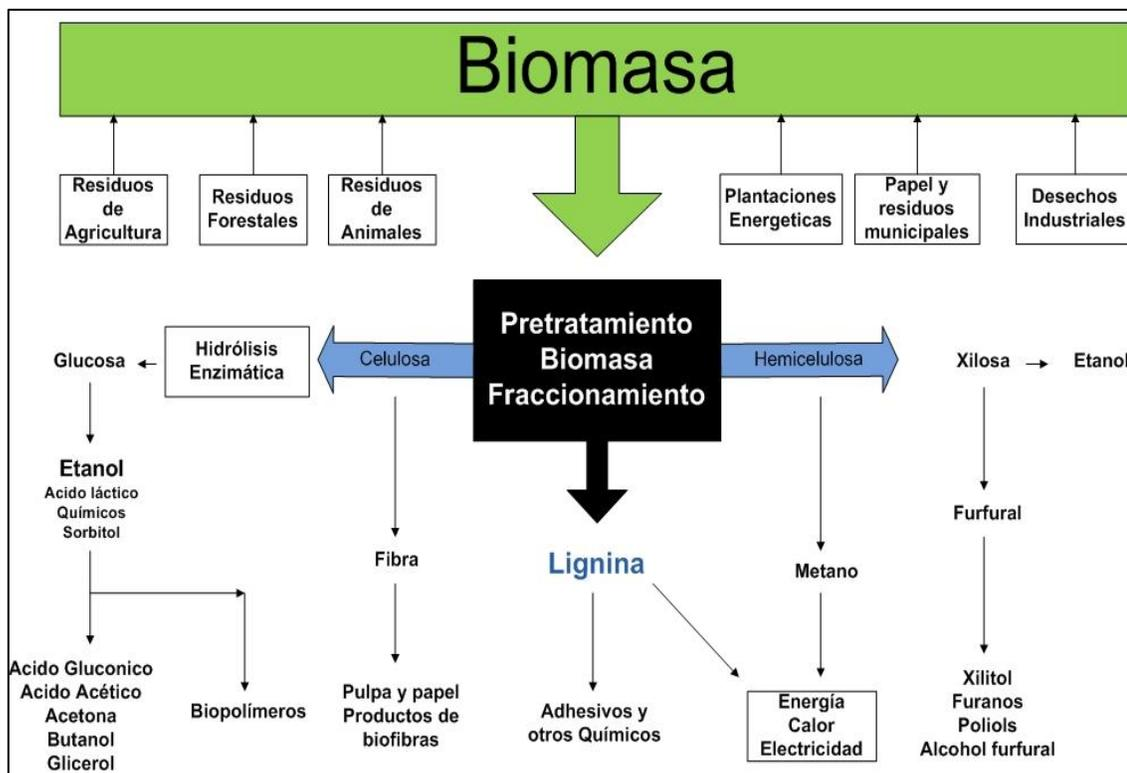 Biomasa
Residuos
de
Agricultura
Residuos
Forestales
Residuos
de
Animales
Plantaciones
Energeticas
Papel y
residuos
municipales
Desechos
Industriales
Pretratamiento
Biomasa
Fraccionamiento
Glucosa
Hidrólisis
Enzimática
Celulosa
Hemicelulosa
Xilosa
Etanol
Etanol
Acido láctico
Químicos
Sorbitol
Fibra
Lignina
Metano
Furfural
Acido Gluconico
Acido Acético
Acetona
Butanol
Glicerol
Biopolímeros
Pulpa y papel
Productos de
biofibras
Adhesivos y
otros Químicos
Energía
Calor
Electricidad
Xilitol
Furanos
Poliols
Alcohol furfural